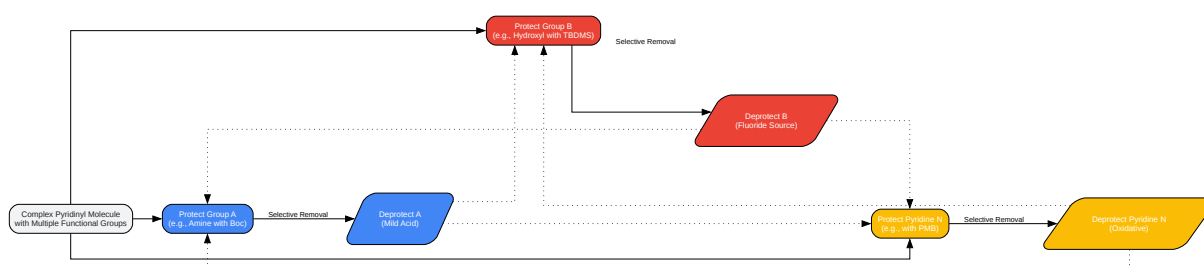 Protect Group B
(e.g., Hydroxyl with TBDMS)
Selective Removal
Deprotect B
(Fluoride Source)
Complex Pyridinyl Molecule
with Multiple Functional Groups
Protect Group A
(e.g., Amine with Boc)
Selective Removal
Deprotect A
(Mild Acid)
Protect Pyridine N
(e.g., with PMB)
Selective Removal
Deprotect Pyridine N
(Oxidative)